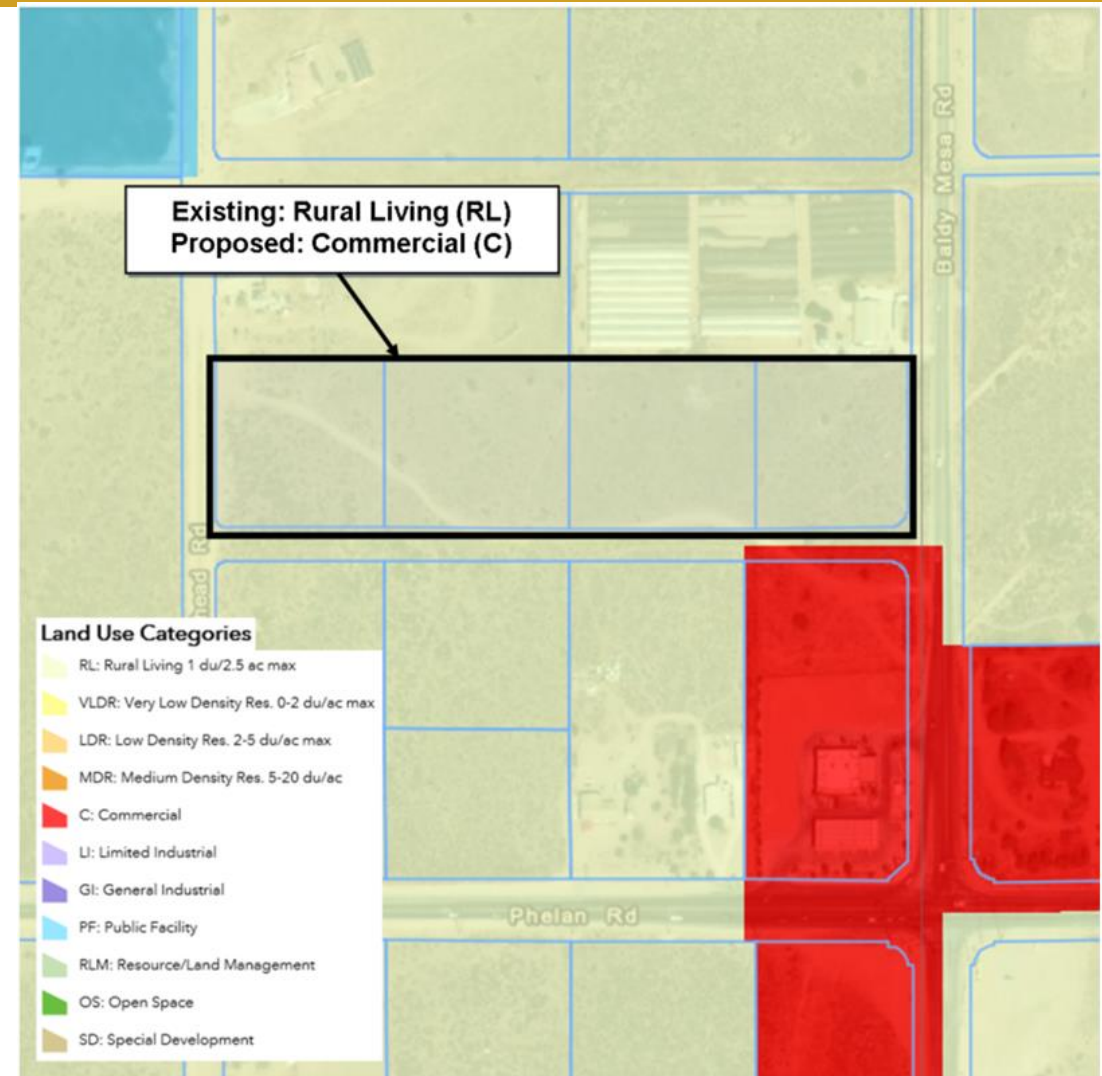 Baldy Mesa Rd
Existing: Rural Living (RL)
Proposed: Commercial (C)
head Rd
Land Use Categories
RL: Rural Living 1 du/2.5 ac max
VLDR: Very Low Density Res. 0-2 du/ac max
LDR: Low Density Res. 2-5 du/ac max
MDR: Medium Density Res. 5-20 du/ac
C: Commercial
LI: Limited Industrial
GI: General Industrial
PF: Public Facility
RLM: Resource/Land Management
OS: Open Space
SD: Special Development
Phelan Rd